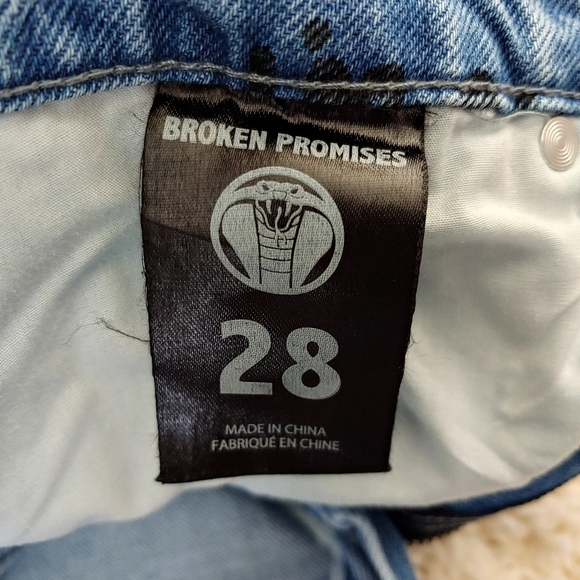 BROKEN PROMISES
28
MADE IN CHINA
FABRIQUÉ EN CHINE